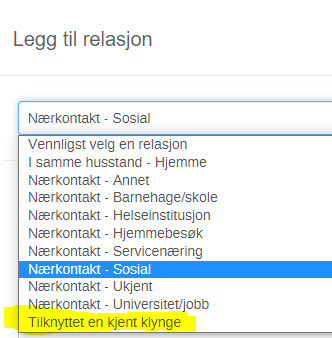 Legg til relasjon
Nærkontakt - Sosial
Vennligst velg en relasjon
I samme husstand - Hjemme
Nærkontakt - Annet
Nærkontakt - Barnehage/skole
Nærkontakt - Helseinstitusjon
Nærkontakt - Hjemmebesøk
Nærkontakt - Servicenæring
Nærkontakt - Sosial
Nærkontakt - Ukjent
Nærkontakt - Universitet/jobb
Tilknyttet en kjent klynge